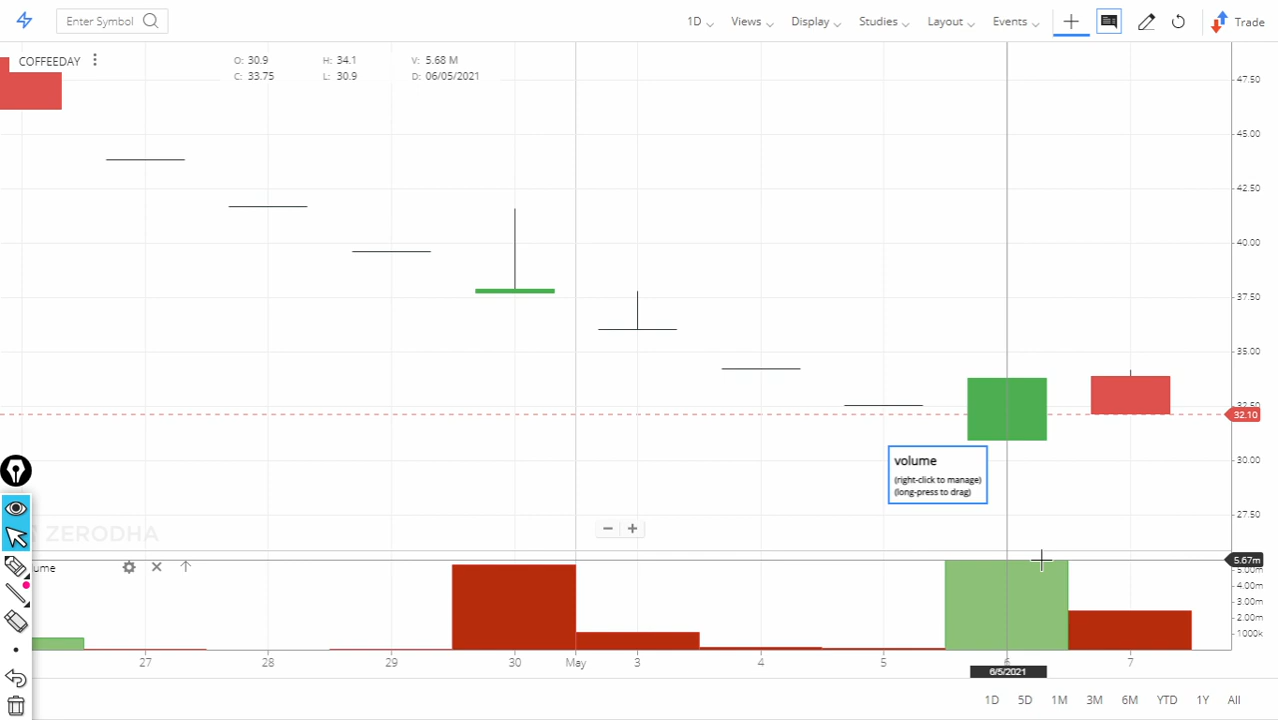 Enter Symbol
1D Views Display Studies Layout Events Trade
COFFEEDAY
O: 30.9 H: 34.1 V: 5.68 M
C: 33.75 L: 30.9 D: 06/05/2021
47.50
45.00
42.50
40.00
37.50
35.00
32.10
30.00
27.50
volume
(right-click to manage)
(long-press to drag)
ZERODHA
5.67m
5.00m
4.00m
3.00m
2.00m
1000k
27 28 29 30 May 3 4 5 6 7
6/5/2021
1D 5D 1M 3M 6M YTD 1Y All